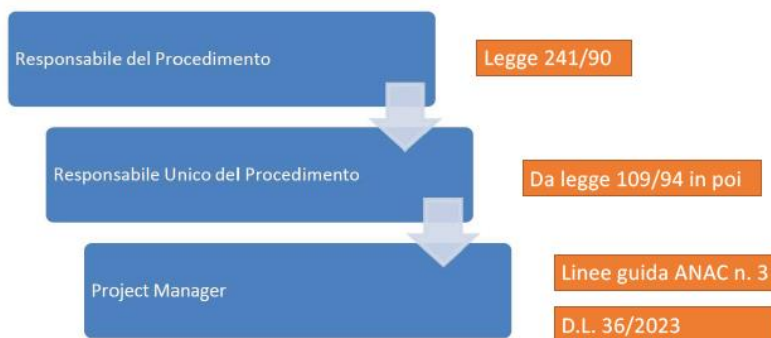 Responsabile del Procedimento
Legge 241/90
Responsabile Unico del Procedimento
Da legge 109/94 in poi
Project Manager
Linee guida ANAC n. 3
D.L. 36/2023